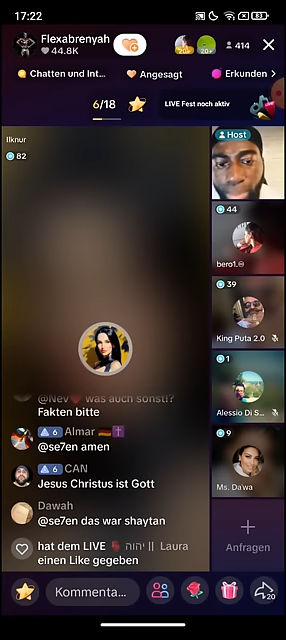 17:22
83
Flexabrenyah
44.8K
20+
414
Chatten und Int...
Angesagt
Erkunden >
6/18
LIVE Fest noch aktiv
Ilknur
82
Host
44
bero1.
39
King Puta 2.0
1
Alessio Di S...
9
Ms. Da'wa
Anfragen
@Nev was auch sonst!?
Fakten bitte
6 Almar
@se7en amen
6 CAN
Jesus Christus ist Gott
Dawah
@se7en das war shaytan
hat dem LIVE יהוה || Laura
einen Like gegeben
Kommenta...
20